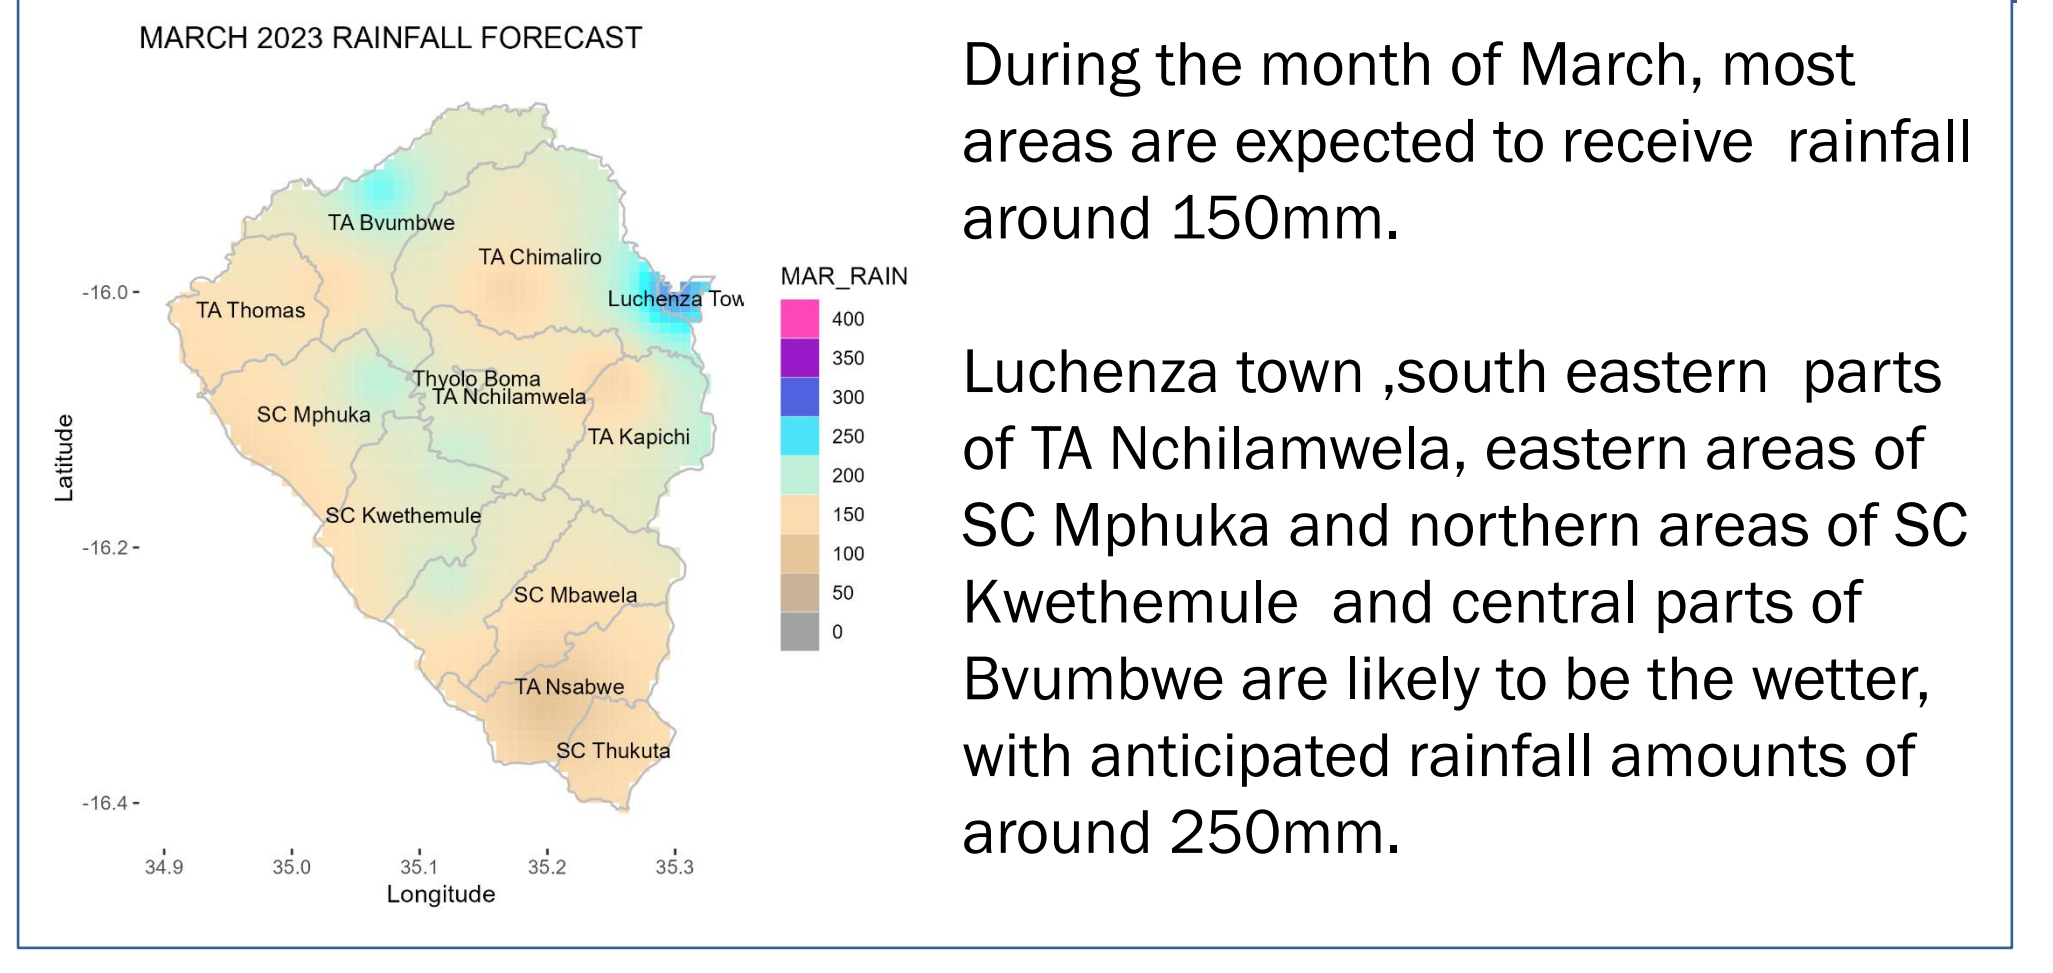 MARCH 2023 RAINFALL FORECAST
TA Bvumbwe
TA Chimaliro
Luchenza Tow
TA Thomas
Thyolo Boma
TA Nchilamwela
SC Mphuka
TA Kapichi
SC Kwethemule
SC Mbawela
TA Nsabwe
SC Thukuta
Latitude
-16.0
-16.2
-16.4
34.9 35.0 35.1 35.2 35.3
Longitude
MAR_RAIN
400
350
300
250
200
150
100
50
0
During the month of March, most
areas are expected to receive  rainfall
around 150mm.
Luchenza town ,south eastern  parts
of TA Nchilamwela, eastern areas of
SC Mphuka and northern areas of SC
Kwethemule  and central parts of
Bvumbwe are likely to be the wetter,
with anticipated rainfall amounts of
around 250mm.